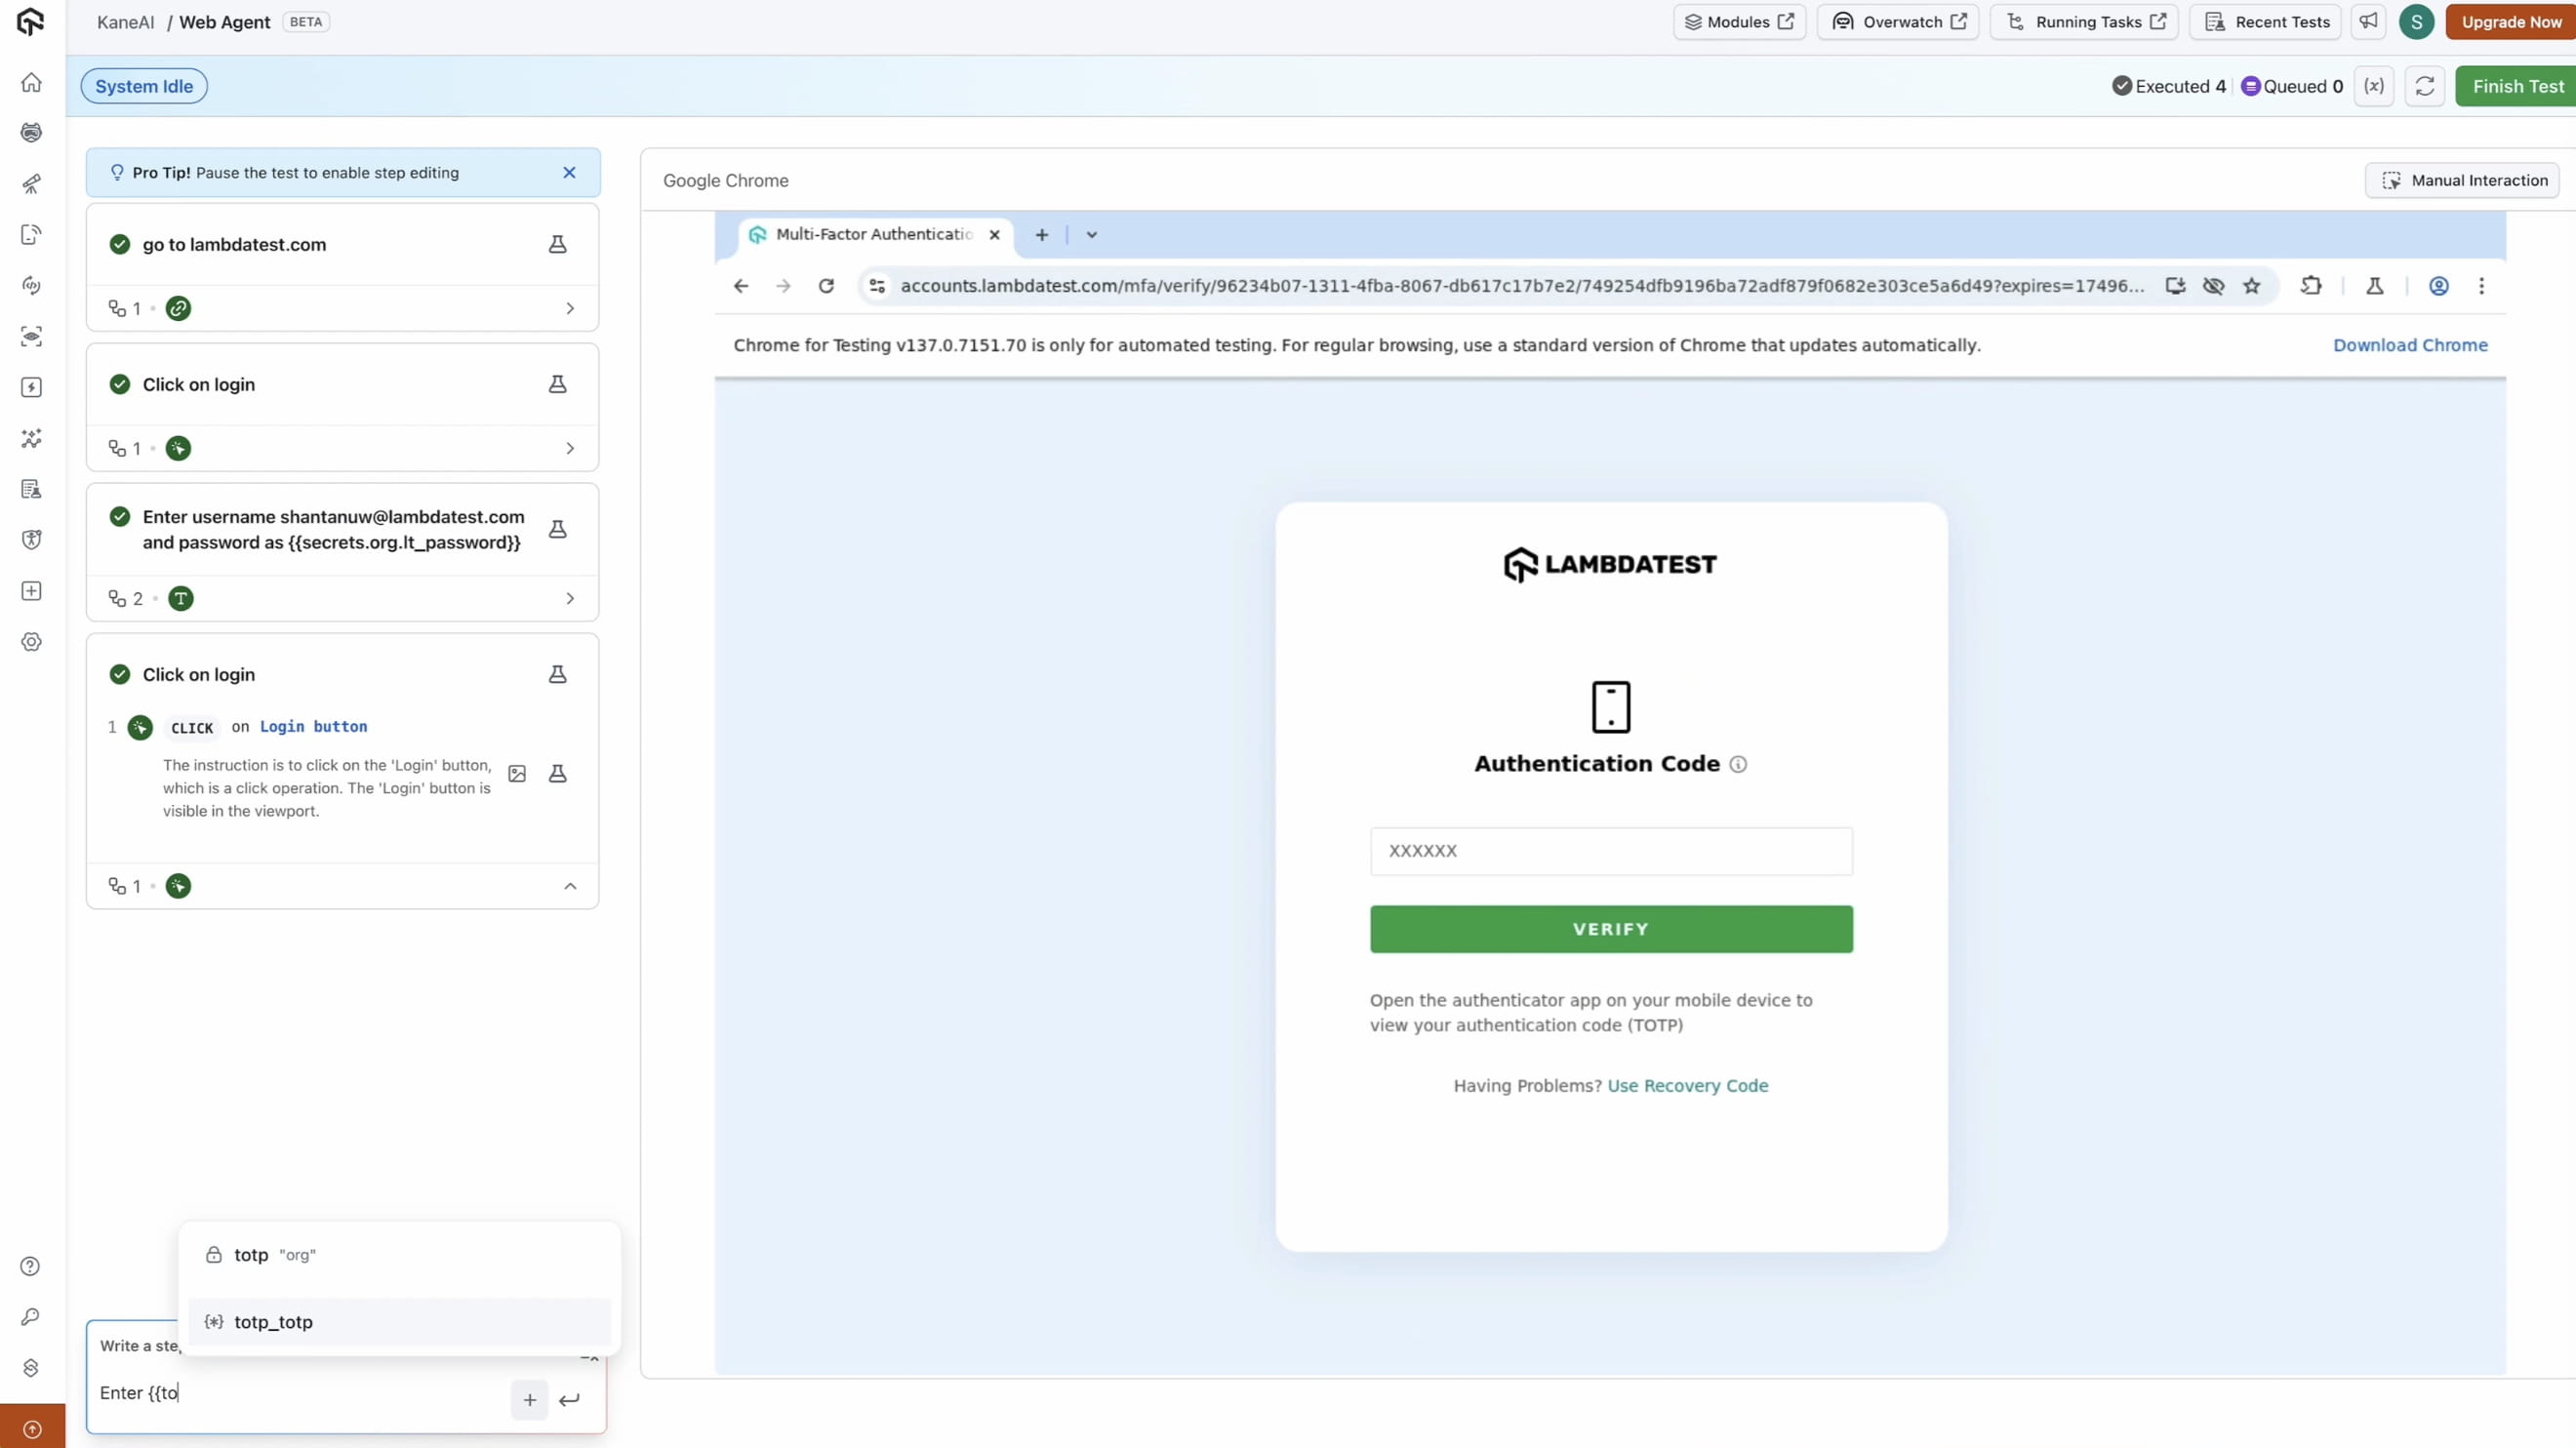 KaneAI / Web Agent BETA
Modules
Overwatch
Running Tasks
Recent Tests
S
Upgrade Now
System Idle
Executed 4
Queued 0
(x)
Finish Test
Pro Tip! Pause the test to enable step editing
go to lambdatest.com
1
Click on login
1
Enter username shantanuw@lambdatest.com
and password as {{secrets.org.lt_password}}
2 T
Click on login
1 CLICK on Login button
The instruction is to click on the 'Login' button,
which is a click operation. The 'Login' button is
visible in the viewport.
1
totp "org"
{*} totp_totp
Write a ste
Enter {{to
Google Chrome
Manual Interaction
Multi-Factor Authenticatio
accounts.lambdatest.com/mfa/verify/96234b07-1311-4fba-8067-db617c17b7e2/749254dfb9196ba72adf879f0682e303ce5a6d49?expires=17496...
Chrome for Testing v137.0.7151.70 is only for automated testing. For regular browsing, use a standard version of Chrome that updates automatically.
Download Chrome
LAMBDATEST
Authentication Code
XXXXXX
VERIFY
Open the authenticator app on your mobile device to
view your authentication code (TOTP)
Having Problems? Use Recovery Code